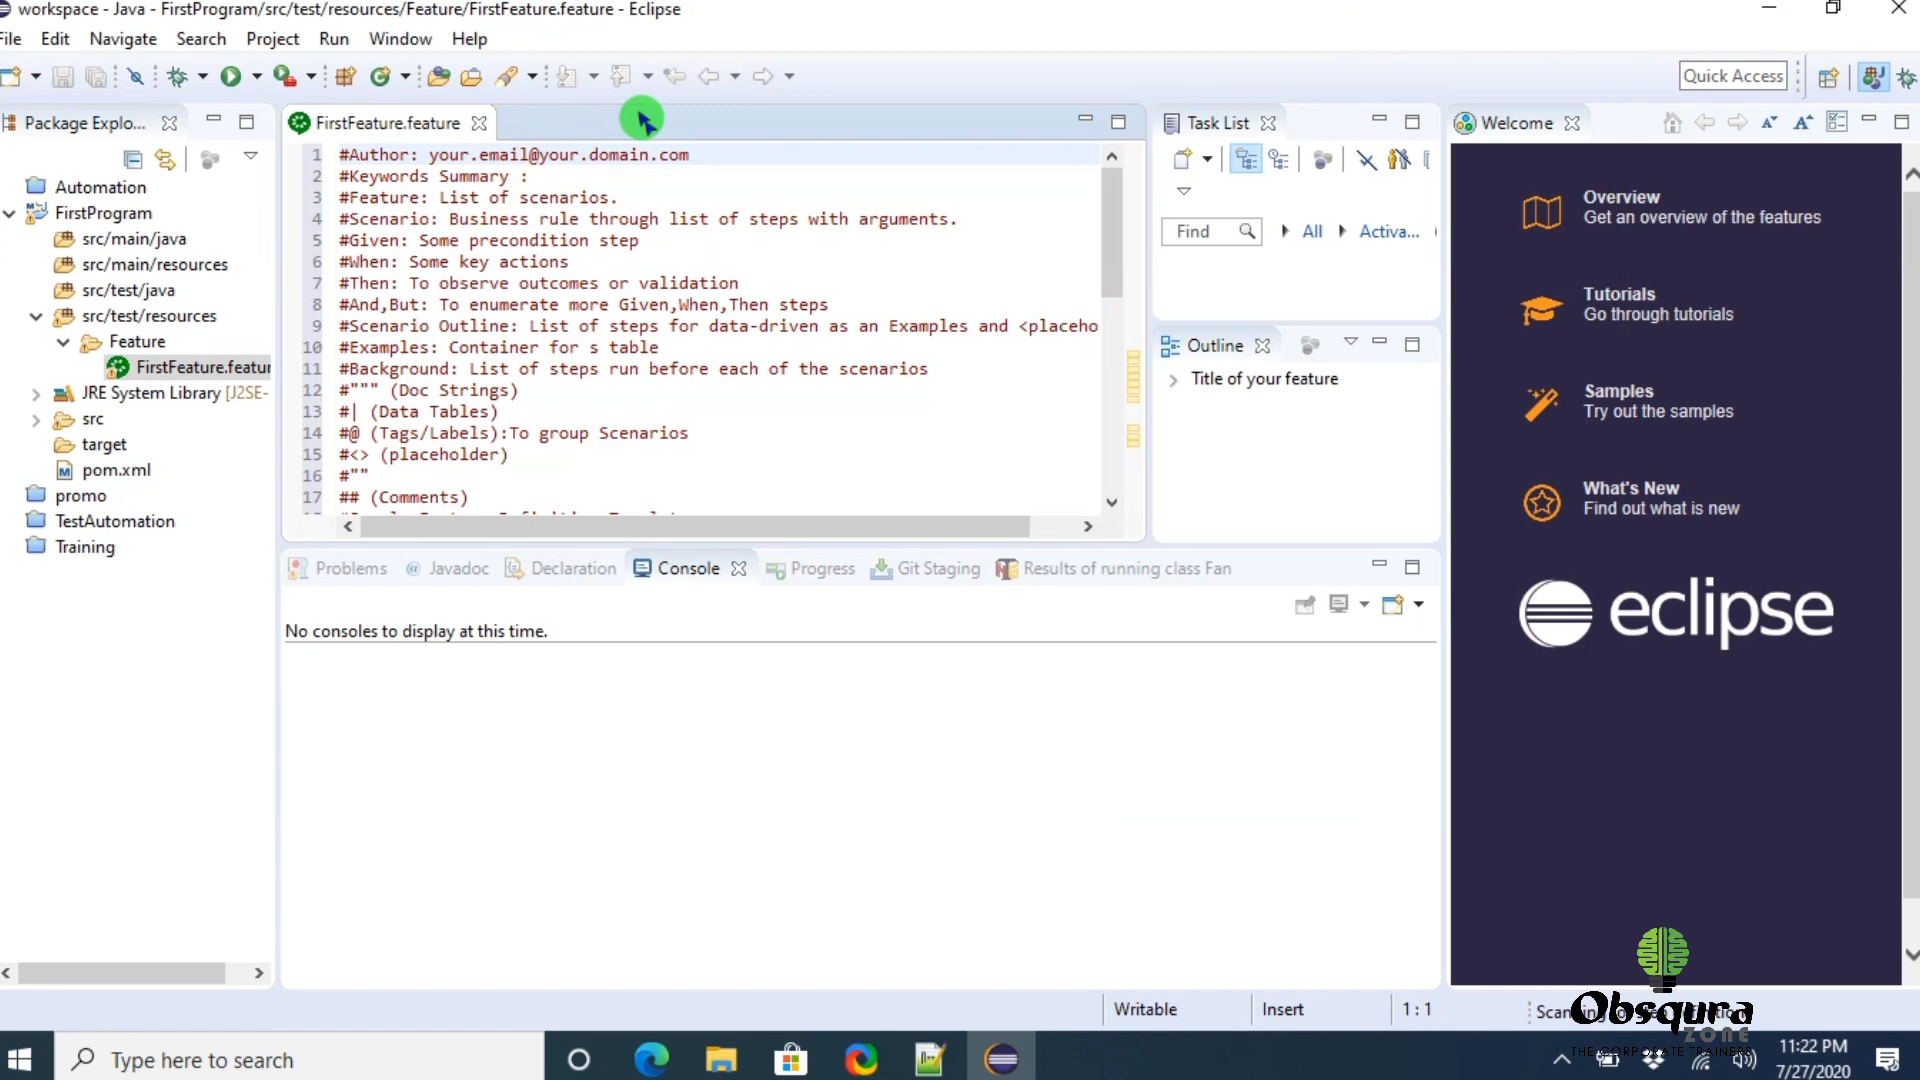 workspace - Java - FirstProgram/src/test/resources/Feature/FirstFeature.feature - Eclipse
File Edit Navigate Search Project Run Window Help
Quick Access
Package Explo...
Automation
FirstProgram
src/main/java
src/main/resources
src/test/java
src/test/resources
Feature
FirstFeature.featur
JRE System Library [J2SE-
src
target
pom.xml
promo
TestAutomation
Training
FirstFeature.feature
1 #Author: your.email@your.domain.com
2 #Keywords Summary :
3 #Feature: List of scenarios.
4 #Scenario: Business rule through list of steps with arguments.
5 #Given: Some precondition step
6 #When: Some key actions
7 #Then: To observe outcomes or validation
8 #And,But: To enumerate more Given,When,Then steps
9 #Scenario Outline: List of steps for data-driven as an Examples and <placeho
10 #Examples: Container for s table
11 #Background: List of steps run before each of the scenarios
12 #""" (Doc Strings)
13 #| (Data Tables)
14 #@ (Tags/Labels):To group Scenarios
15 #<> (placeholder)
16 #""
17 ## (Comments)
Task List
Find All Activa...
Outline
Title of your feature
Problems @ Javadoc Declaration Console Progress Git Staging Results of running class Fan
No consoles to display at this time.
Welcome
Overview
Get an overview of the features
Tutorials
Go through tutorials
Samples
Try out the samples
What's New
Find out what is new
eclipse
Writable Insert 1 : 1
Obsqura
ZONE
THE CORPORATE TRAINERS
Type here to search
11:22 PM
7/27/2020